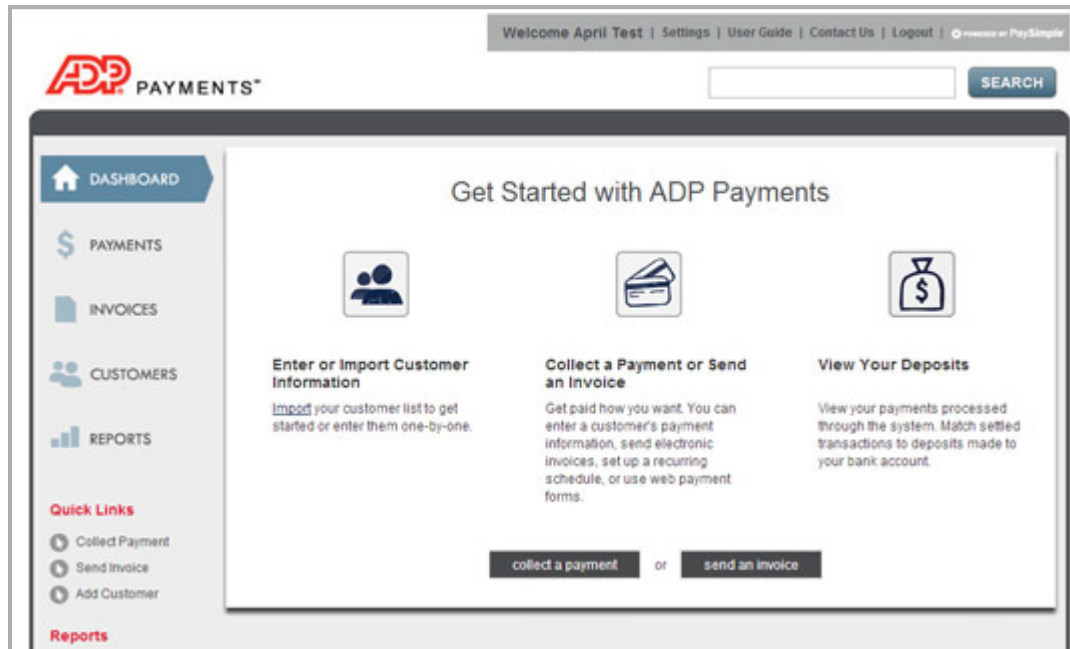 Welcome April Test | Settings | User Guide | Contact Us | Logout | POWERED BY PaySimple
ADP PAYMENTS™
SEARCH
DASHBOARD
PAYMENTS
INVOICES
CUSTOMERS
REPORTS
Quick Links
Collect Payment
Send Invoice
Add Customer
Reports
Get Started with ADP Payments
Enter or Import Customer
Information
Import your customer list to get
started or enter them one-by-one.
Collect a Payment or Send
an Invoice
Get paid how you want. You can
enter a customer's payment
information, send electronic
invoices, set up a recurring
schedule, or use web payment
forms.
View Your Deposits
View your payments processed
through the system. Match settled
transactions to deposits made to
your bank account.
collect a payment or send an invoice